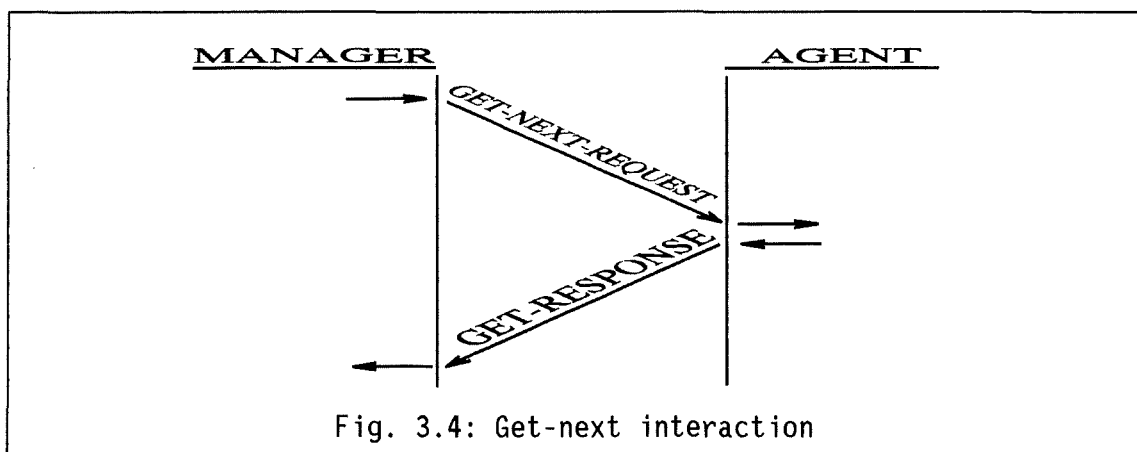 MANAGER
AGENT
GET-NEXT-REQUEST
GET-RESPONSE
Fig. 3.4: Get-next interaction